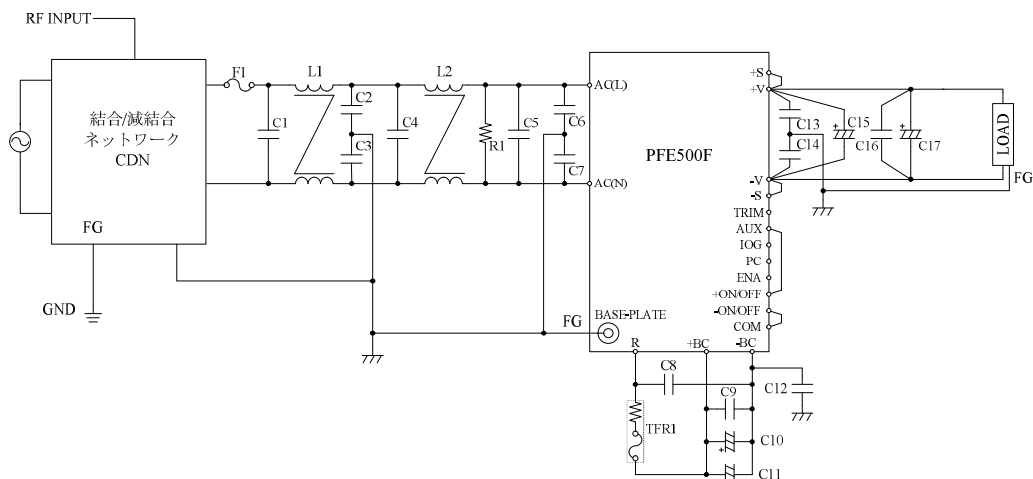 RF INPUT
F1
L1
L2
C1
C2
C3
C4
R1
C5
C6
C7
結合/減結合
ネットワーク
CDN
FG
GND
AC(L)
AC(N)
PFE500F
FG
BASE-PLATE
R
+BC
-BC
+S
+V
-V
-S
TRIM
AUX
IOG
PC
ENA
+ON/OFF
-ON/OFF
COM
C13
C14
C15
C16
C17
LOAD
FG
C8
C9
C10
C11
C12
TFR1